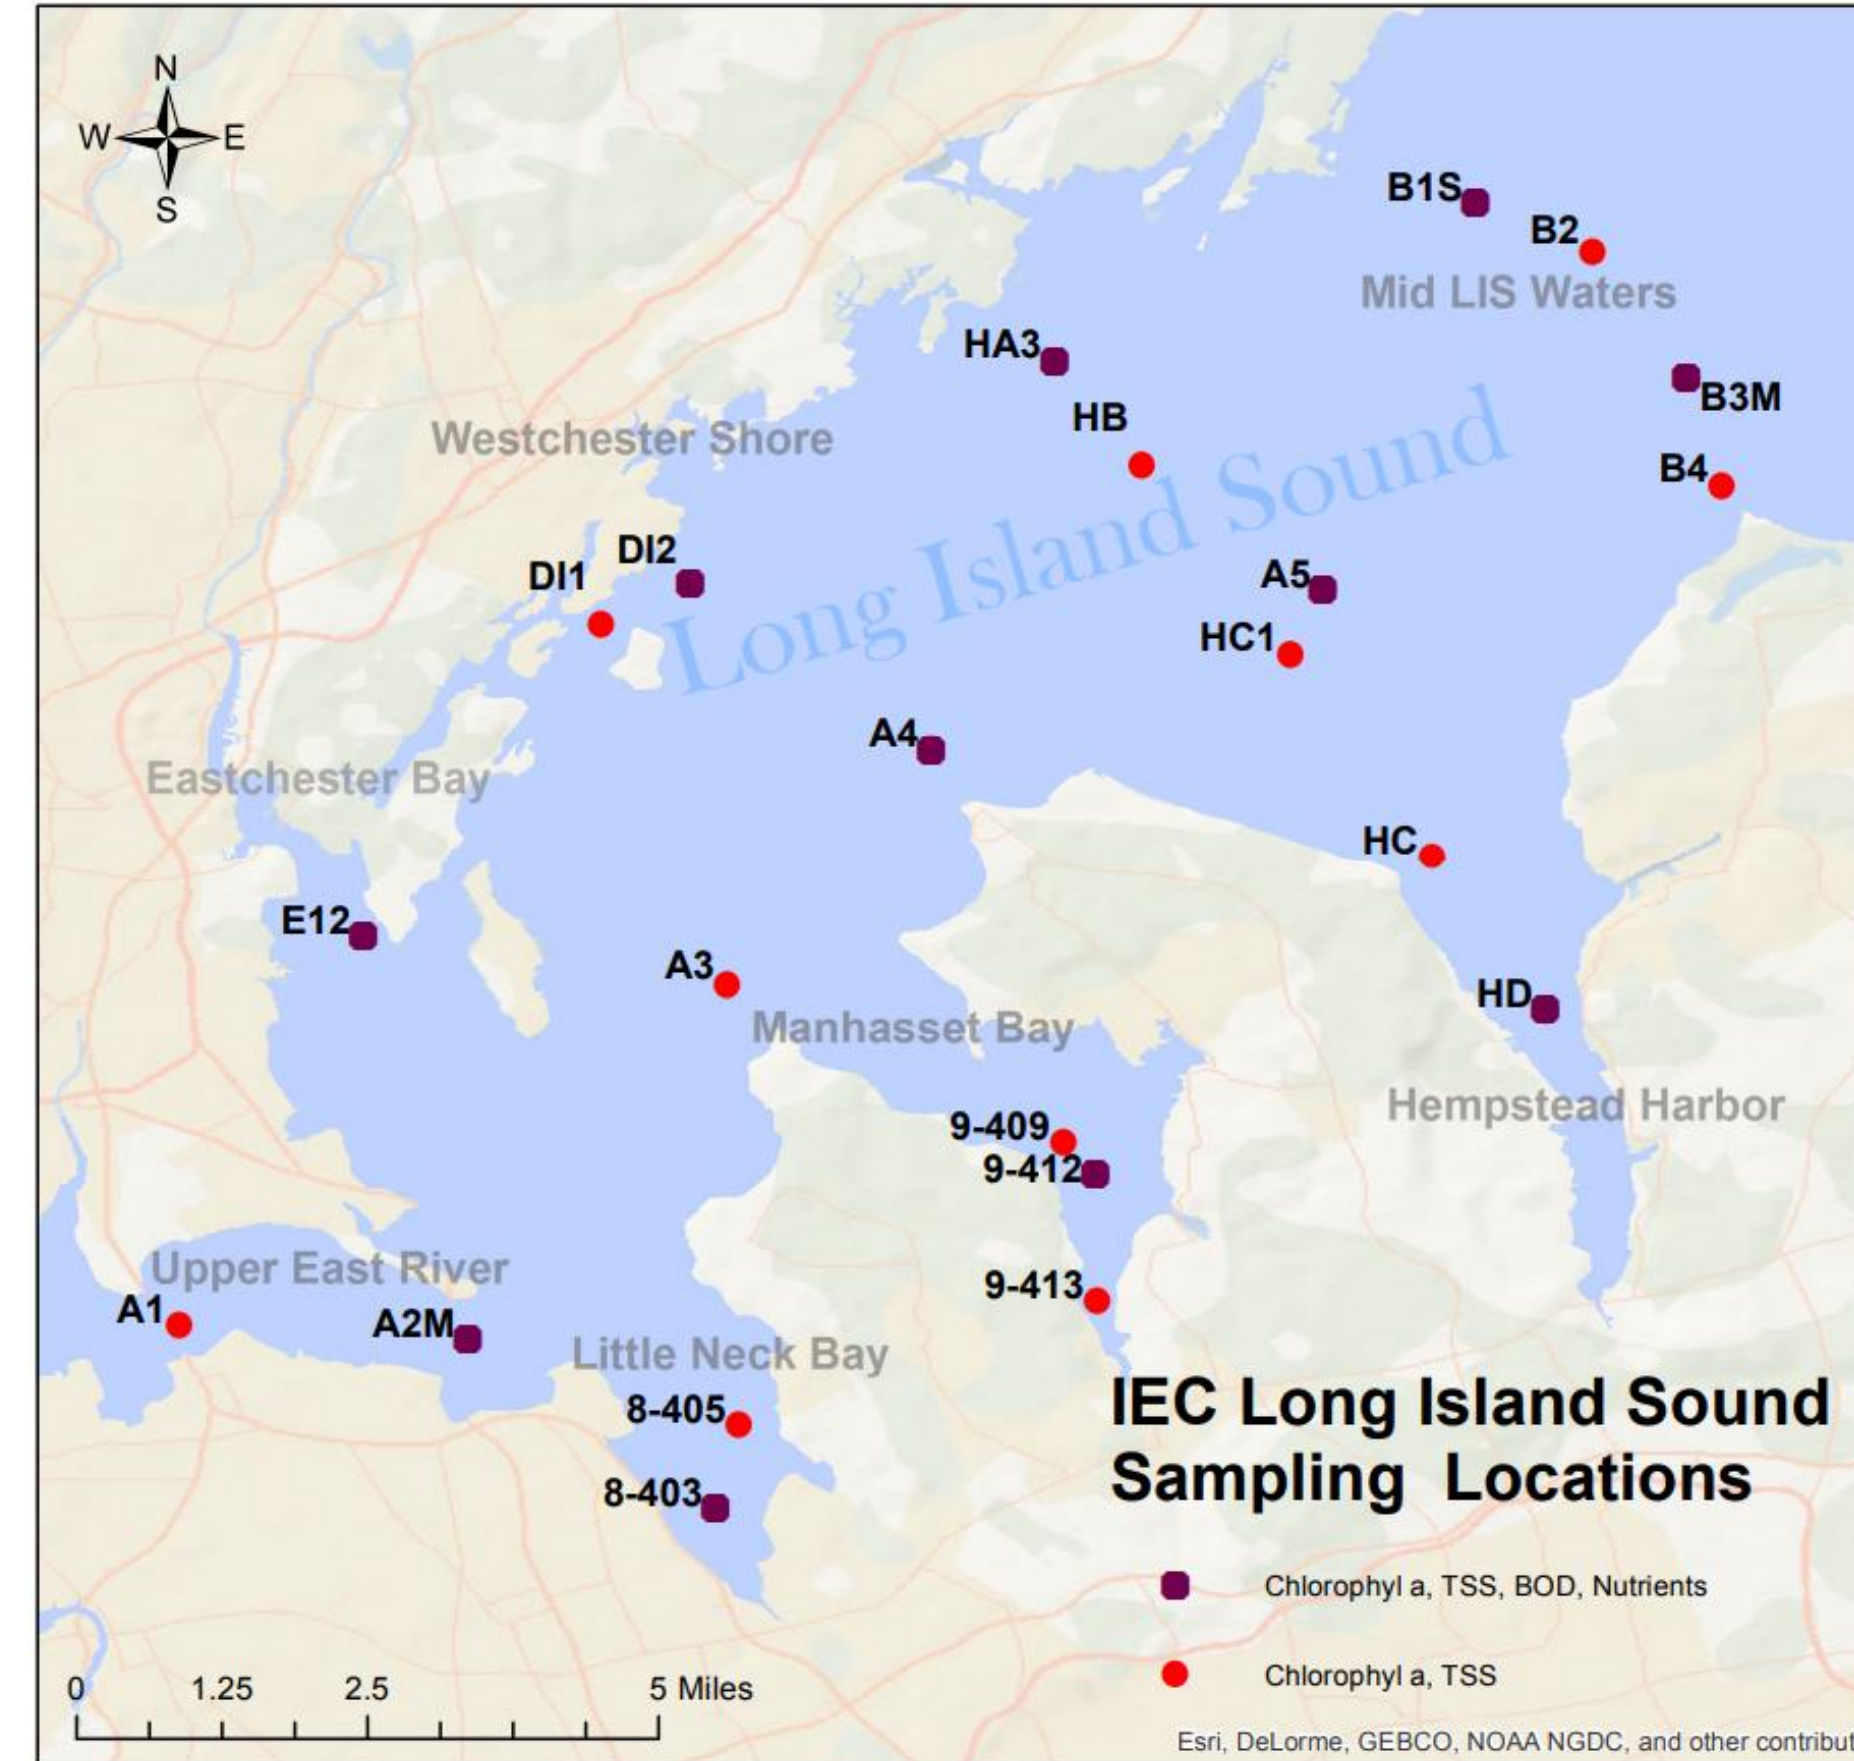 N
W E
S
B1S
B2
Mid LIS Waters
HA3
B3M
HB
Westchester Shore
B4
Long Island Sound
DI2
DI1
A5
HC1
A4
Eastchester Bay
HC
E12
A3
HD
Manhasset Bay
Hempstead Harbor
9-409
9-412
Upper East River
9-413
A1
A2M
Little Neck Bay
8-405
8-403
IEC Long Island Sound
Sampling Locations
Chlorophyl a, TSS, BOD, Nutrients
Chlorophyl a, TSS
0 1.25 2.5 5 Miles
Esri, DeLorme, GEBCO, NOAA NGDC, and other contribut